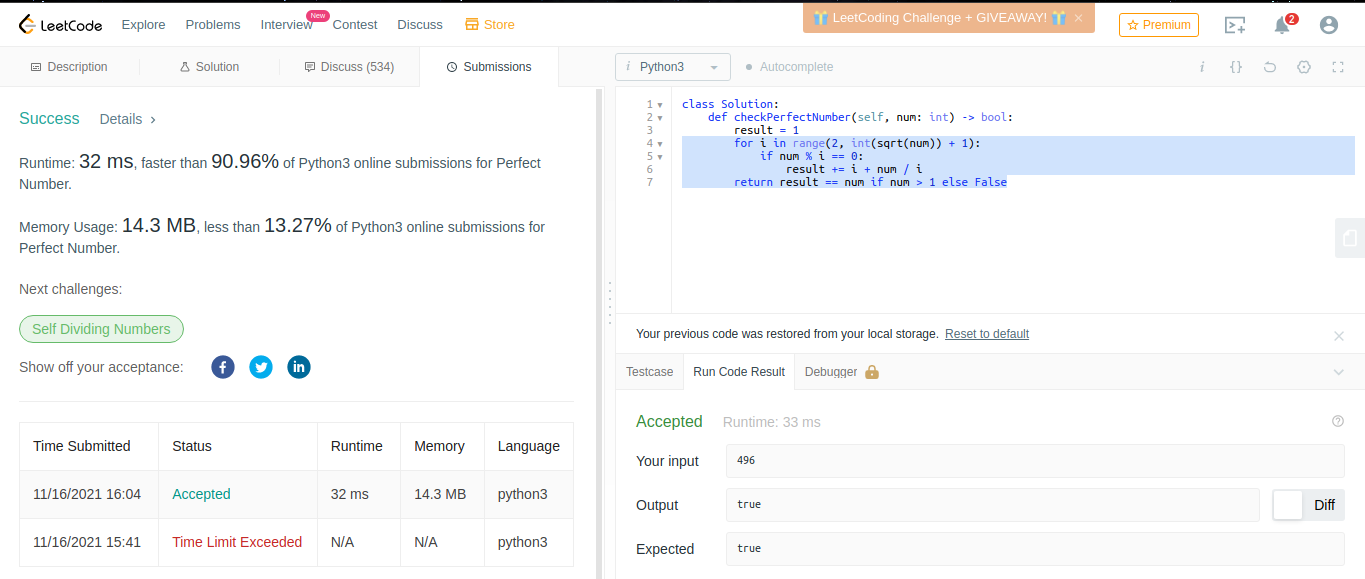 LeetCode Explore Problems Interview New Contest Discuss Store 🎁 LeetCoding Challenge + GIVEAWAY! 🎁 × Premium 2
Description Solution Discuss (534) Submissions
i Python3 Autocomplete i {}
Success Details >
Runtime: 32 ms, faster than 90.96% of Python3 online submissions for Perfect
Number.
Memory Usage: 14.3 MB, less than 13.27% of Python3 online submissions for
Perfect Number.
Next challenges:
Self Dividing Numbers
Show off your acceptance: f in
Time Submitted Status Runtime Memory Language
11/16/2021 16:04 Accepted 32 ms 14.3 MB python3
11/16/2021 15:41 Time Limit Exceeded N/A N/A python3
1 class Solution:
2 def checkPerfectNumber(self, num: int) -> bool:
3 result = 1
4 for i in range(2, int(sqrt(num)) + 1):
5 if num % i == 0:
6 result += i + num / i
7 return result == num if num > 1 else False
Your previous code was restored from your local storage. Reset to default
Testcase Run Code Result Debugger
Accepted Runtime: 33 ms
Your input 496
Output true Diff
Expected true